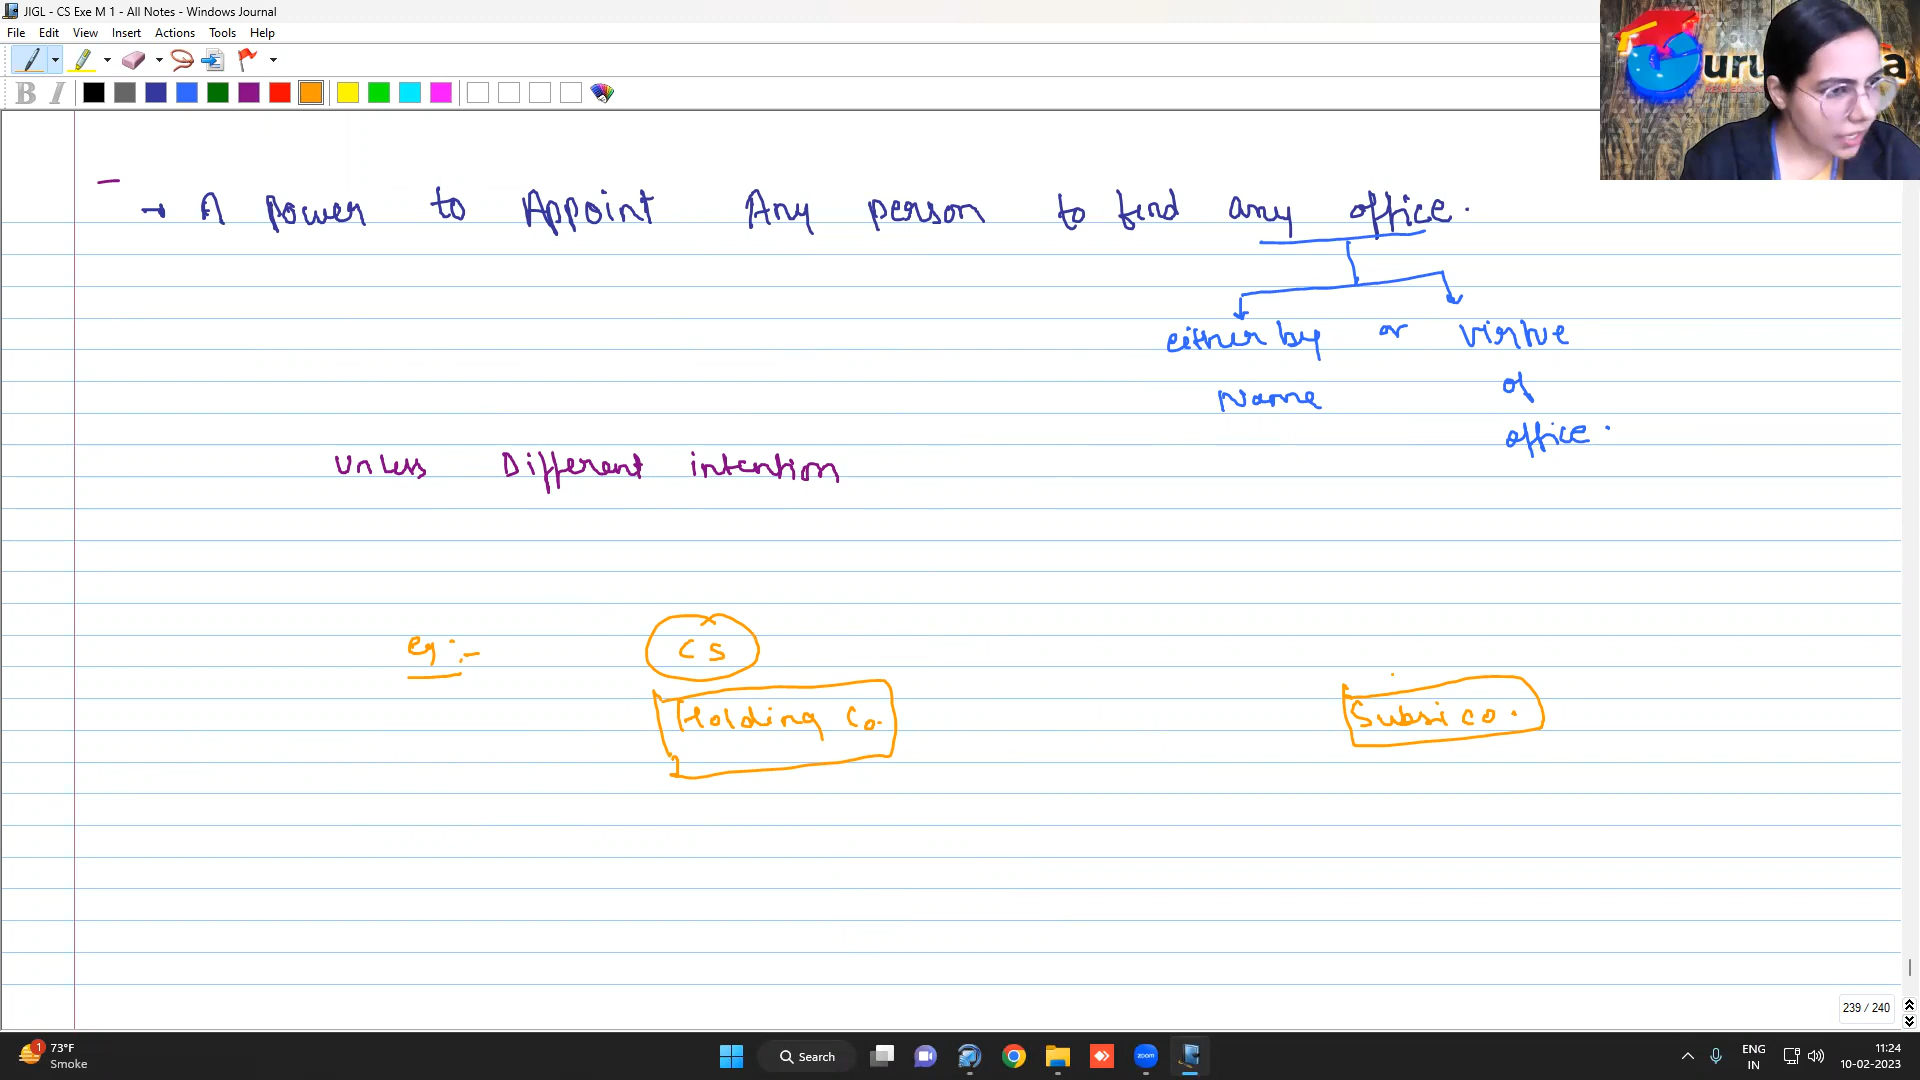 JIGL - CS Exe M 1 - All Notes - Windows Journal
File Edit View Insert Actions Tools Help
B I
→ A power to Appoint Any person to find any office.
either by or virtue
Name of
office.
unless Different intention
eg:-
CS
Holding Co.
Subsi co.
239 / 240
1 73°F
Smoke
Search
zoom
ENG
IN
11:24
10-02-2023